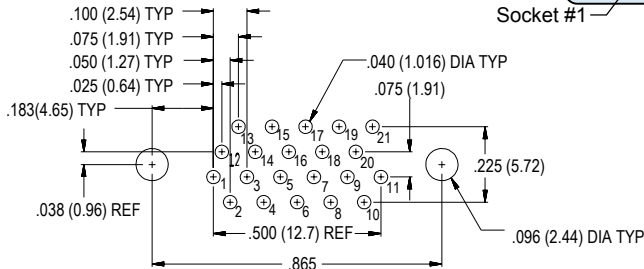 .100 (2.54) TYP
Socket #1
.075 (1.91) TYP
.050 (1.27) TYP
.040 (1.016) DIA TYP
.025 (0.64) TYP
.075 (1.91)
.183(4.65) TYP
13 15 17 19 21
12 14 16 18 20
.225 (5.72)
1 3 5 7 9 11
2 4 6 8 10
.038 (0.96) REF
.500 (12.7) REF
.096 (2.44) DIA TYP
.865